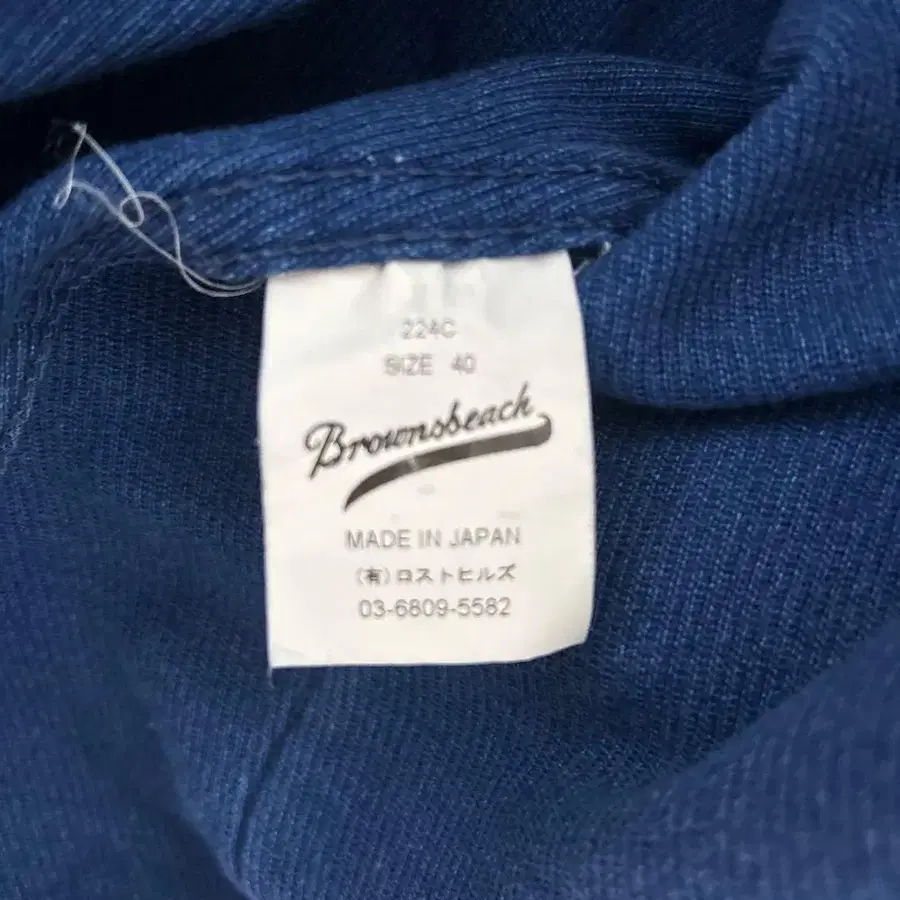 224C
SIZE 40
Brownsbeach
MADE IN JAPAN
(有)ロストヒルズ
03-6809-5582